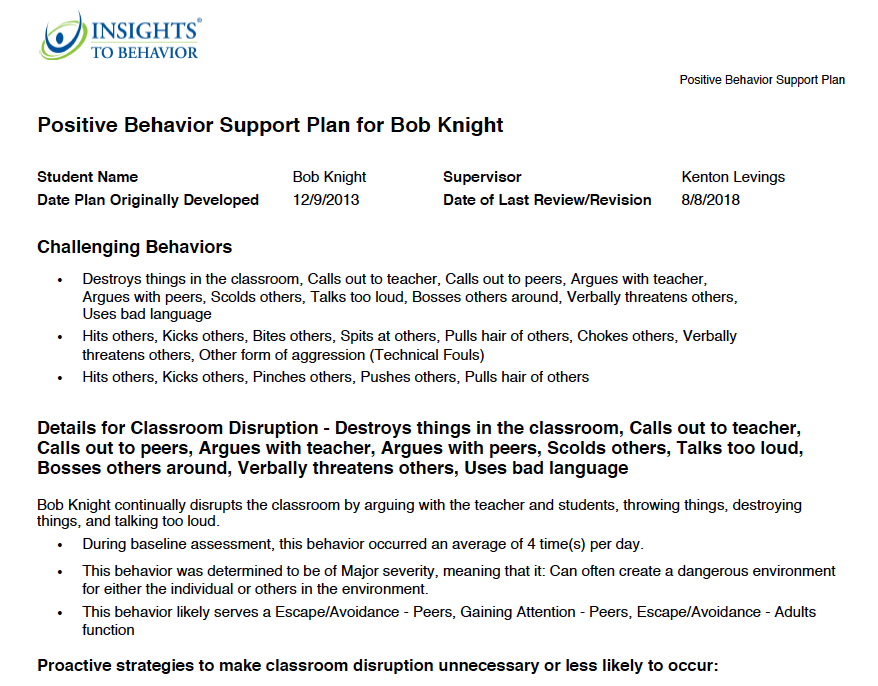 INSIGHTS®
TO BEHAVIOR
Positive Behavior Support Plan
Positive Behavior Support Plan for Bob Knight
Student Name Bob Knight Supervisor Kenton Levings
Date Plan Originally Developed 12/9/2013 Date of Last Review/Revision 8/8/2018
Challenging Behaviors
• Destroys things in the classroom, Calls out to teacher, Calls out to peers, Argues with teacher,
Argues with peers, Scolds others, Talks too loud, Bosses others around, Verbally threatens others,
Uses bad language
• Hits others, Kicks others, Bites others, Spits at others, Pulls hair of others, Chokes others, Verbally
threatens others, Other form of aggression (Technical Fouls)
• Hits others, Kicks others, Pinches others, Pushes others, Pulls hair of others
Details for Classroom Disruption - Destroys things in the classroom, Calls out to teacher,
Calls out to peers, Argues with teacher, Argues with peers, Scolds others, Talks too loud,
Bosses others around, Verbally threatens others, Uses bad language
Bob Knight continually disrupts the classroom by arguing with the teacher and students, throwing things, destroying
things, and talking too loud.
• During baseline assessment, this behavior occurred an average of 4 time(s) per day.
• This behavior was determined to be of Major severity, meaning that it: Can often create a dangerous environment
for either the individual or others in the environment.
• This behavior likely serves a Escape/Avoidance - Peers, Gaining Attention - Peers, Escape/Avoidance - Adults
function
Proactive strategies to make classroom disruption unnecessary or less likely to occur: